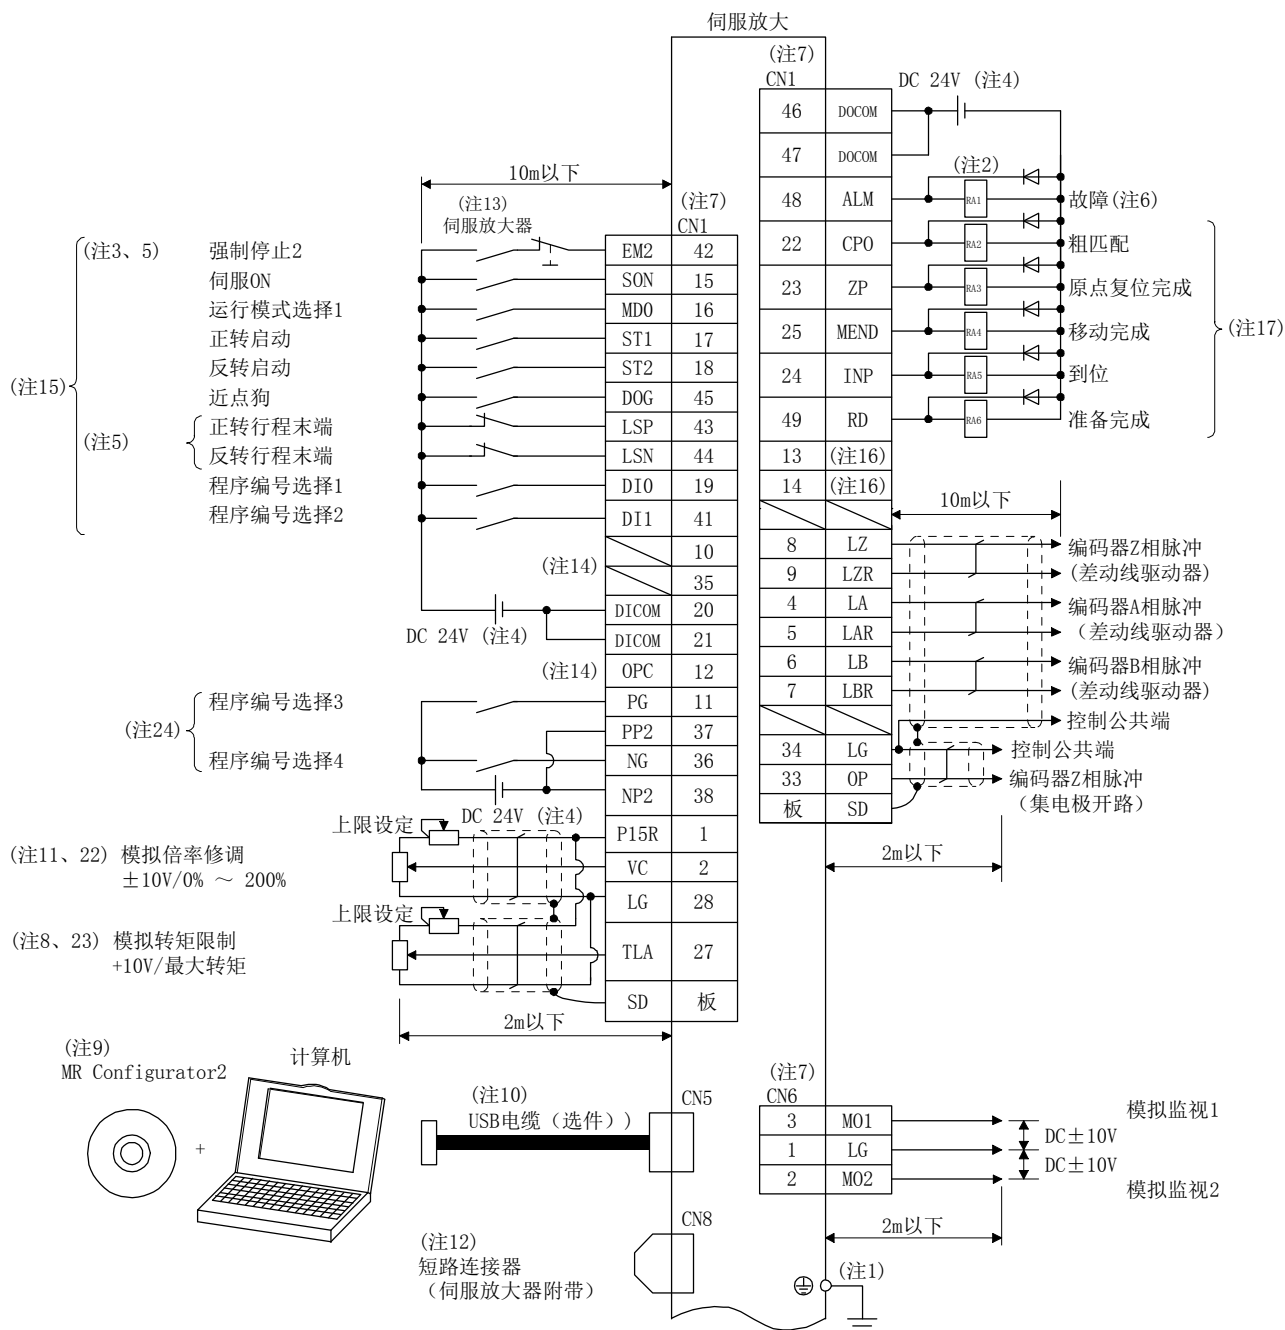 伺服放大
(注7)
CN1
DC 24V (注4)
46 DOCOM
47 DOCOM
(注2)
48 ALM RA1 故障(注6)
22 CPO RA2 粗匹配
23 ZP RA3 原点复位完成
25 MEND RA4 移动完成
24 INP RA5 到位
49 RD RA6 准备完成
(注17)
13 (注16)
14 (注16)
10m以下
8 LZ 编码器Z相脉冲
9 LZR (差动线驱动器)
4 LA 编码器A相脉冲
5 LAR （差动线驱动器）
6 LB 编码器B相脉冲
7 LBR (差动线驱动器)
控制公共端
34 LG 控制公共端
33 OP 编码器Z相脉冲
（集电极开路）
板 SD
2m以下
10m以下
(注13)
伺服放大器
(注7)
CN1
(注15)
(注3、5) 强制停止2 EM2 42
伺服ON SON 15
运行模式选择1 MD0 16
正转启动 ST1 17
反转启动 ST2 18
近点狗 DOG 45
(注5)
正转行程末端 LSP 43
反转行程末端 LSN 44
程序编号选择1 DI0 19
程序编号选择2 DI1 41
10
(注14)
35
DICOM 20
DC 24V (注4)
DICOM 21
(注14) OPC 12
(注24)
程序编号选择3 PG 11
PP2 37
程序编号选择4 NG 36
NP2 38
DC 24V (注4)
上限设定
P15R 1
(注11、22) 模拟倍率修调
±10V/0% ～ 200%
VC 2
LG 28
上限设定
(注8、23) 模拟转矩限制
+10V/最大转矩
TLA 27
SD 板
2m以下
(注9)
MR Configurator2
+
计算机
(注10)
USB电缆（选件））
CN5
(注12)
短路连接器
（伺服放大器附带）
CN8
(注7)
CN6
3 MO1 模拟监视1
DC±10V
1 LG
DC±10V
2 MO2 模拟监视2
2m以下
(注1)